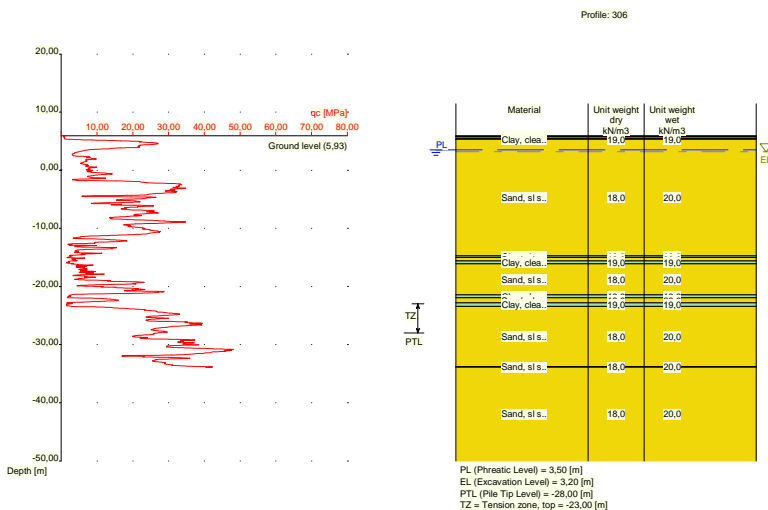 Profile: 306
20,00
10,00
qc [MPa]
10,00 20,00 30,00 40,00 50,00 60,00 70,00 80,00
Ground level (5,93)
0,00
-10,00
-20,00
-30,00
-40,00
-50,00
Depth [m]
TZ
PTL
PL
EL
Material
Unit weight
dry
kN/m3
Unit weight
wet
kN/m3
Clay, clea.. 19,0 19,0
Sand, sl s.. 18,0 20,0
Clay, clea.. 19,0 19,0
Sand, sl s.. 18,0 20,0
Clay, clea.. 19,0 19,0
Sand, sl s.. 18,0 20,0
Sand, sl s.. 18,0 20,0
Sand, sl s.. 18,0 20,0
PL (Phreatic Level) = 3,50 [m]
EL (Excavation Level) = 3,20 [m]
PTL (Pile Tip Level) = -28,00 [m]
TZ = Tension zone, top = -23,00 [m]